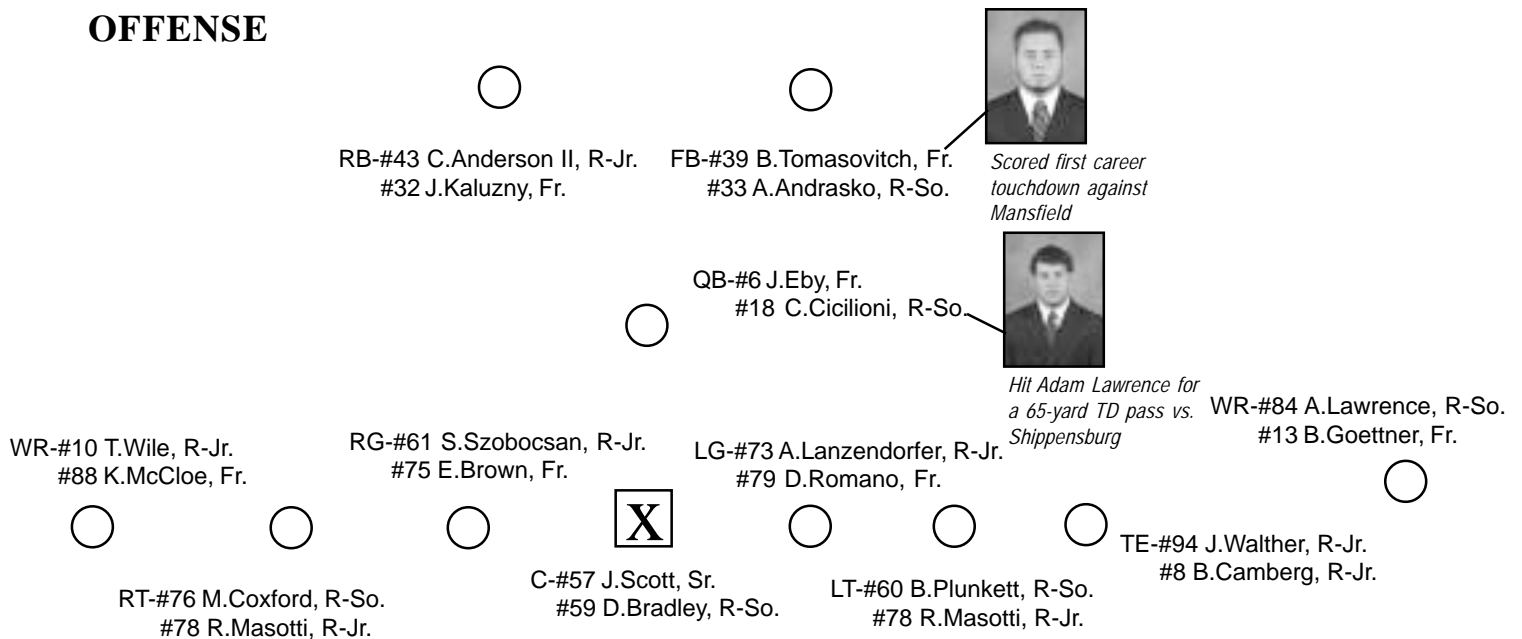 OFFENSE
RB-#43 C.Anderson II, R-Jr.
#32 J.Kaluzny, Fr.
FB-#39 B.Tomasovitch, Fr.
#33 A.Andrasko, R-So.
Scored first career
touchdown against
Mansfield
QB-#6 J.Eby, Fr.
#18 C.Cicilioni, R-So.
Hit Adam Lawrence for
a 65-yard TD pass vs.
Shippensburg
WR-#84 A.Lawrence, R-So.
#13 B.Goettner, Fr.
WR-#10 T.Wile, R-Jr.
#88 K.McCloe, Fr.
RG-#61 S.Szobocsan, R-Jr.
#75 E.Brown, Fr.
LG-#73 A.Lanzendorfer, R-Jr.
#79 D.Romano, Fr.
X
TE-#94 J.Walther, R-Jr.
#8 B.Camberg, R-Jr.
RT-#76 M.Coxford, R-So.
#78 R.Masotti, R-Jr.
C-#57 J.Scott, Sr.
#59 D.Bradley, R-So.
LT-#60 B.Plunkett, R-So.
#78 R.Masotti, R-Jr.